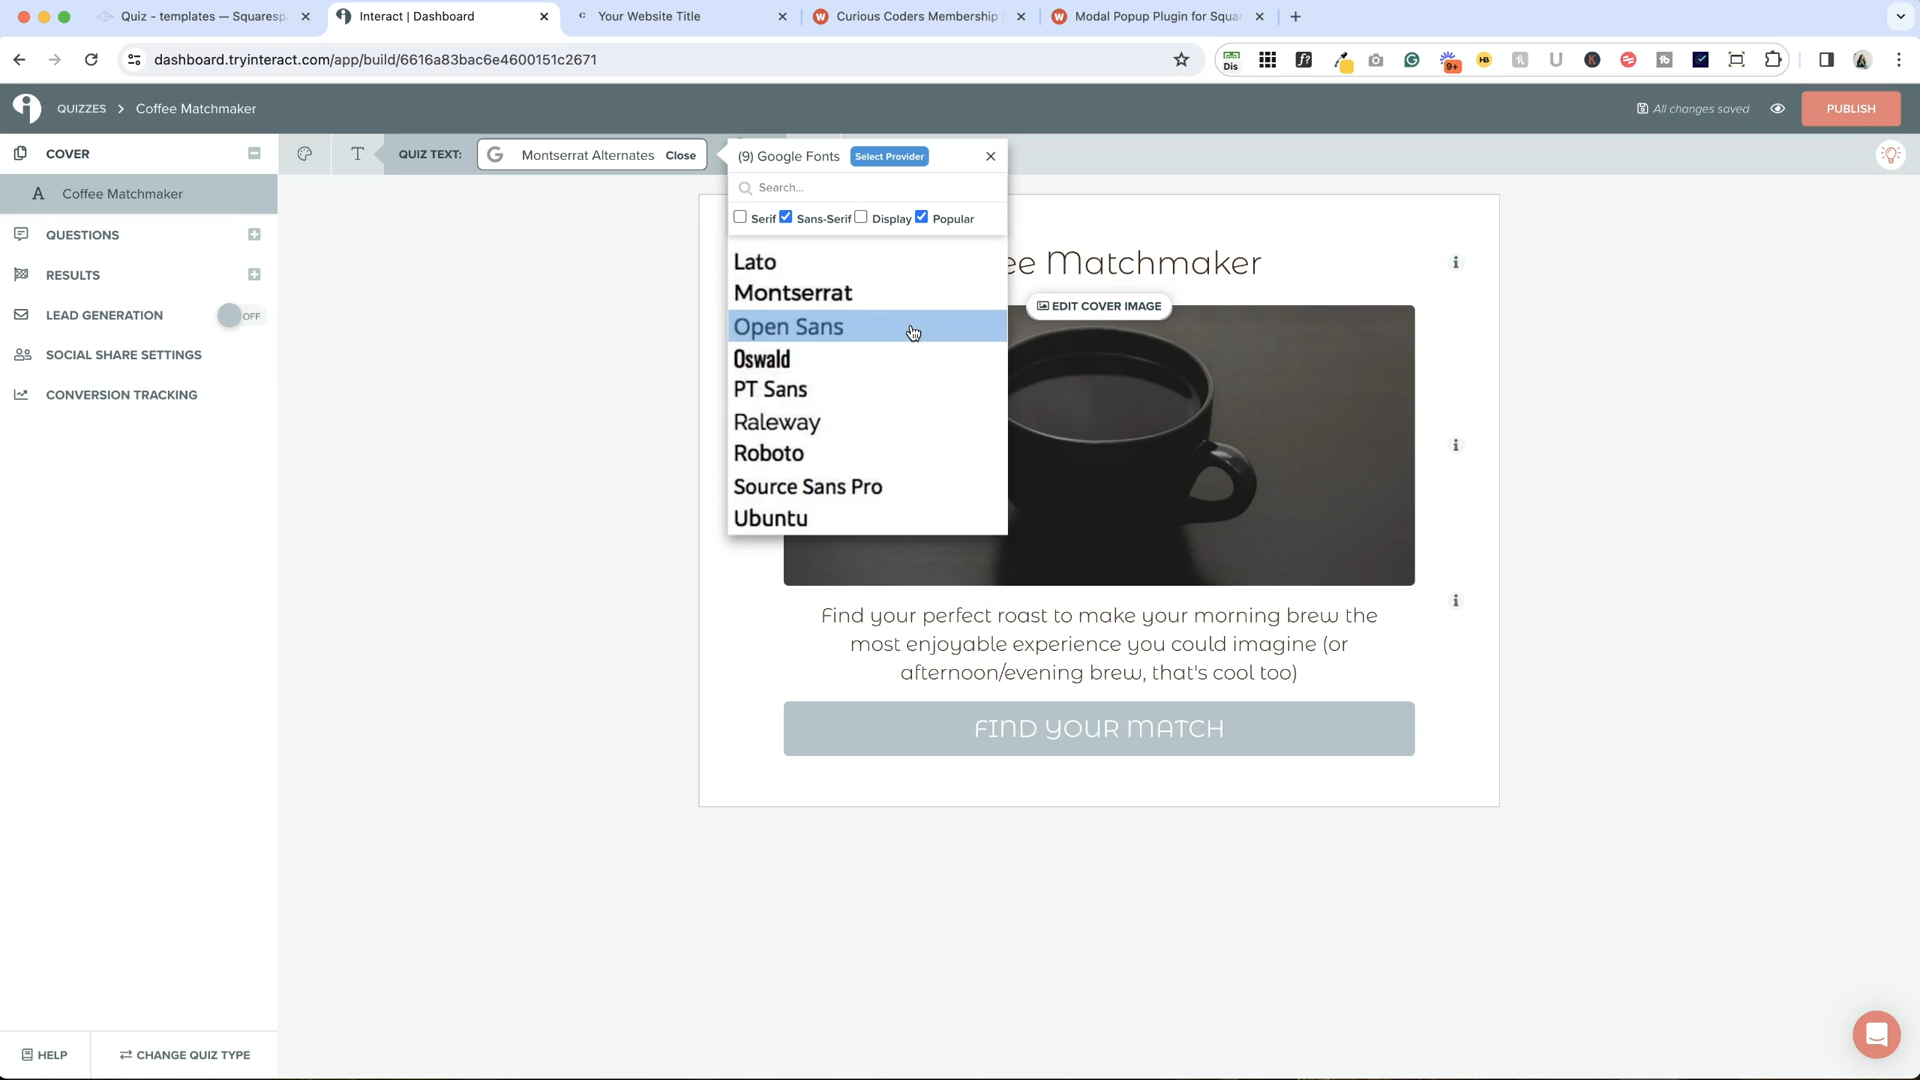 Quiz - templates — Squaresp
Interact | Dashboard
Your Website Title
Curious Coders Membership
Modal Popup Plugin for Squa
dashboard.tryinteract.com/app/build/6616a83bac6e4600151c2671
Dis
9+
QUIZZES > Coffee Matchmaker
All changes saved
PUBLISH
COVER
Coffee Matchmaker
QUESTIONS
RESULTS
LEAD GENERATION
OFF
SOCIAL SHARE SETTINGS
CONVERSION TRACKING
HELP
CHANGE QUIZ TYPE
QUIZ TEXT:
Montserrat Alternates Close
(9) Google Fonts Select Provider
Search...
Serif Sans-Serif Display Popular
Lato
Montserrat
Open Sans
Oswald
PT Sans
Raleway
Roboto
Source Sans Pro
Ubuntu
ee Matchmaker
EDIT COVER IMAGE
Find your perfect roast to make your morning brew the
most enjoyable experience you could imagine (or
afternoon/evening brew, that's cool too)
FIND YOUR MATCH